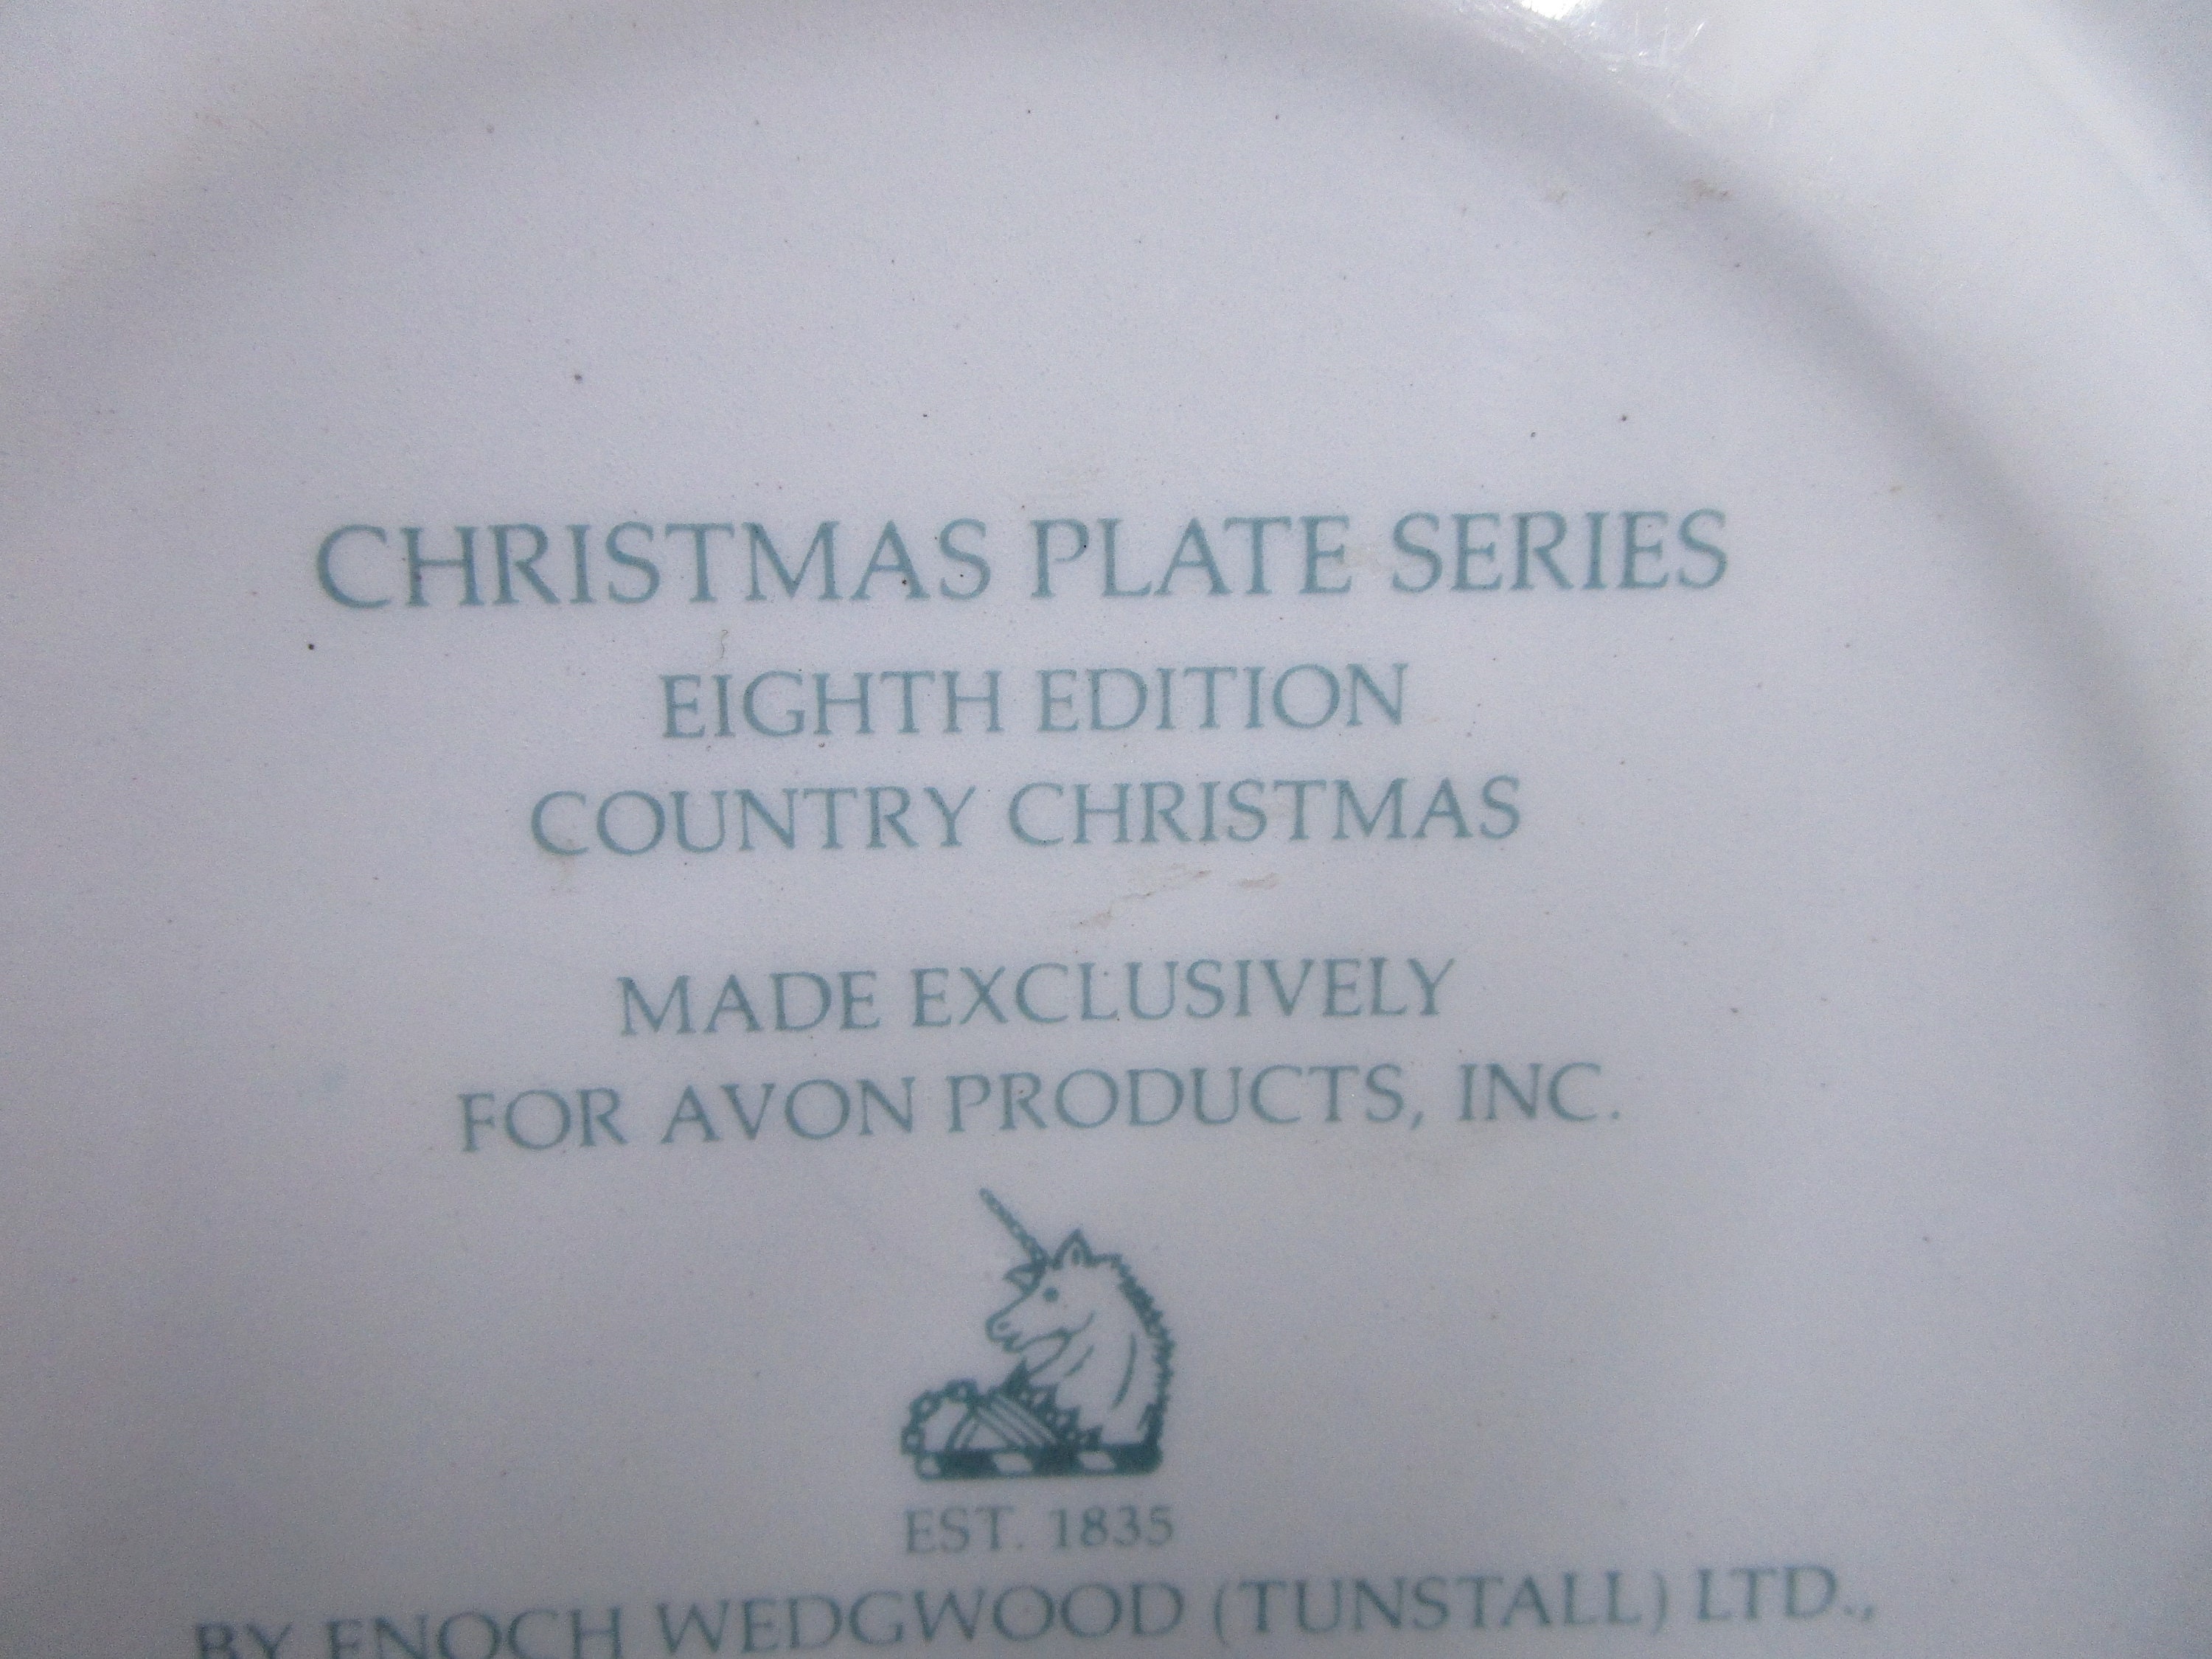 CHRISTMAS PLATE SERIES
EIGHTH EDITION
COUNTRY CHRISTMAS
MADE EXCLUSIVELY
FOR AVON PRODUCTS, INC.
EST. 1835
BY ENOCH WEDGWOOD (TUNSTALL) LTD.,